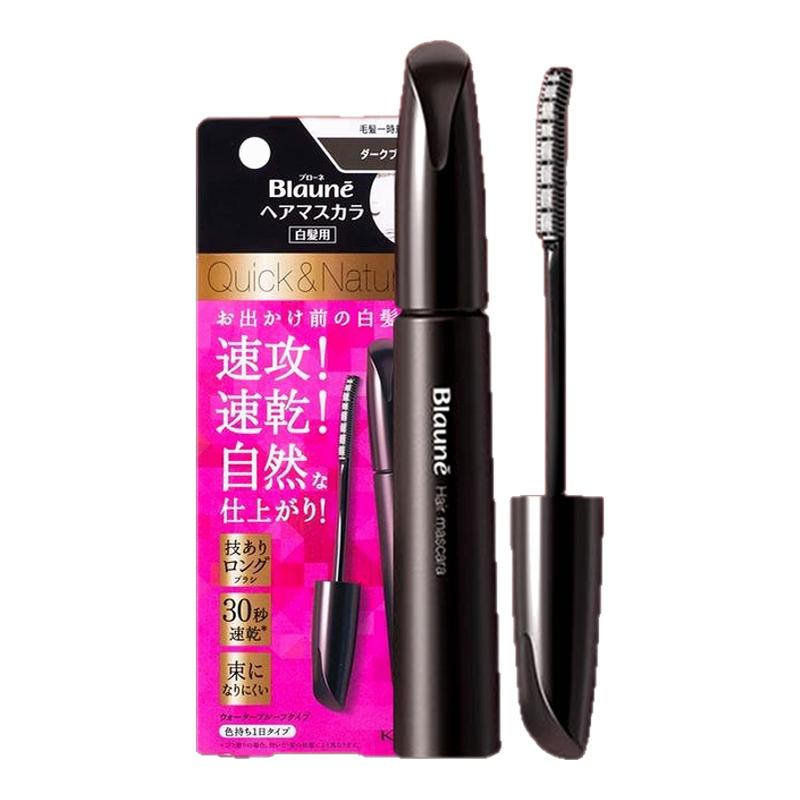 毛髪一時
ダークブ
ブローネ
Blauné
ヘアマスカラ
白髪用
Quick & Natur
お出かけ前の白髪
速攻!
速乾!
自然な
仕上がり!
技あり
ロング
ブラシ
30秒
速乾*
束に
なりにくい
ウォータープルーフタイプ
色持ち1日タイプ
K
Blauné Hair mascara